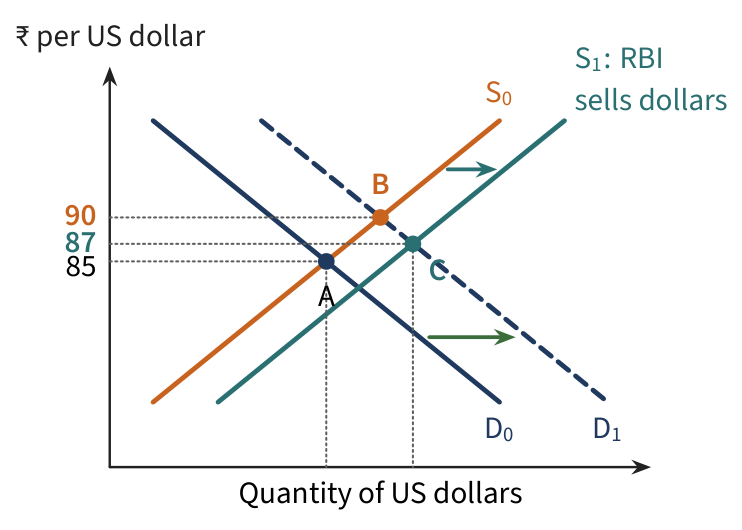 ₹ per US dollar
S₁: RBI
sells dollars
S₀
B
90
87
85
C
A
D₀
D₁
Quantity of US dollars